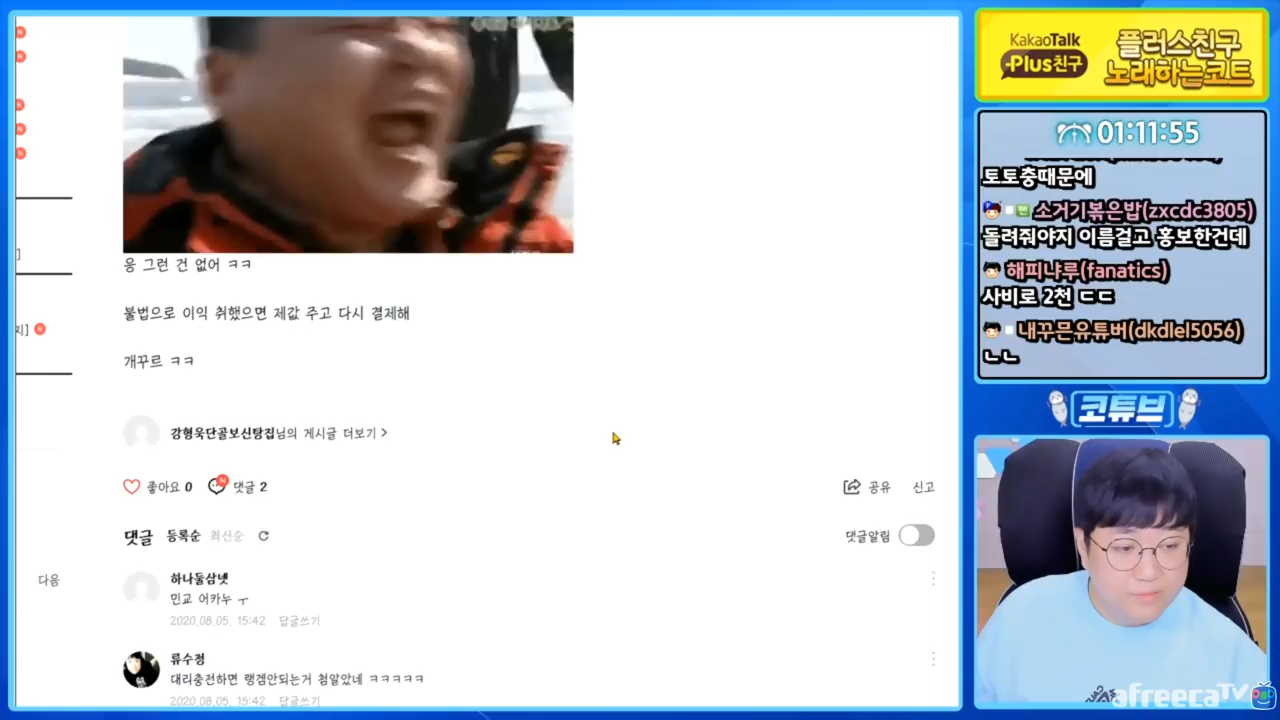 응 그런 건 없어 ㅋㅋ
불법으로 이익 취했으면 제값 주고 다시 결제해
개꾸르 ㅋㅋ
강형욱단골보신탕집님의 게시글 더보기 >
좋아요 0
댓글 2
공유
신고
댓글
등록순
최신순
댓글알림
지]
다음
하나둘삼넷
민교 어카누 ㅜ
2020.08.05. 15:42
답글쓰기
류수정
대리충전하면 랭겜안되는거 첨알았네 ㅋㅋㅋㅋㅋ
2020.08.05. 15:42
답글쓰기
KakaoTalk
Plus친구
플러스친구
노래하는코트
01:11:55
토토충때문에
소거기볶은밥(zxcdc3805)
돌려줘야지 이름걸고 홍보한건데
해피냐루(fanatics)
사비로 2천 ㄷㄷ
내꾸믄유튜버(dkdlel5056)
ㄴㄴ
코튜브
afreecaTV